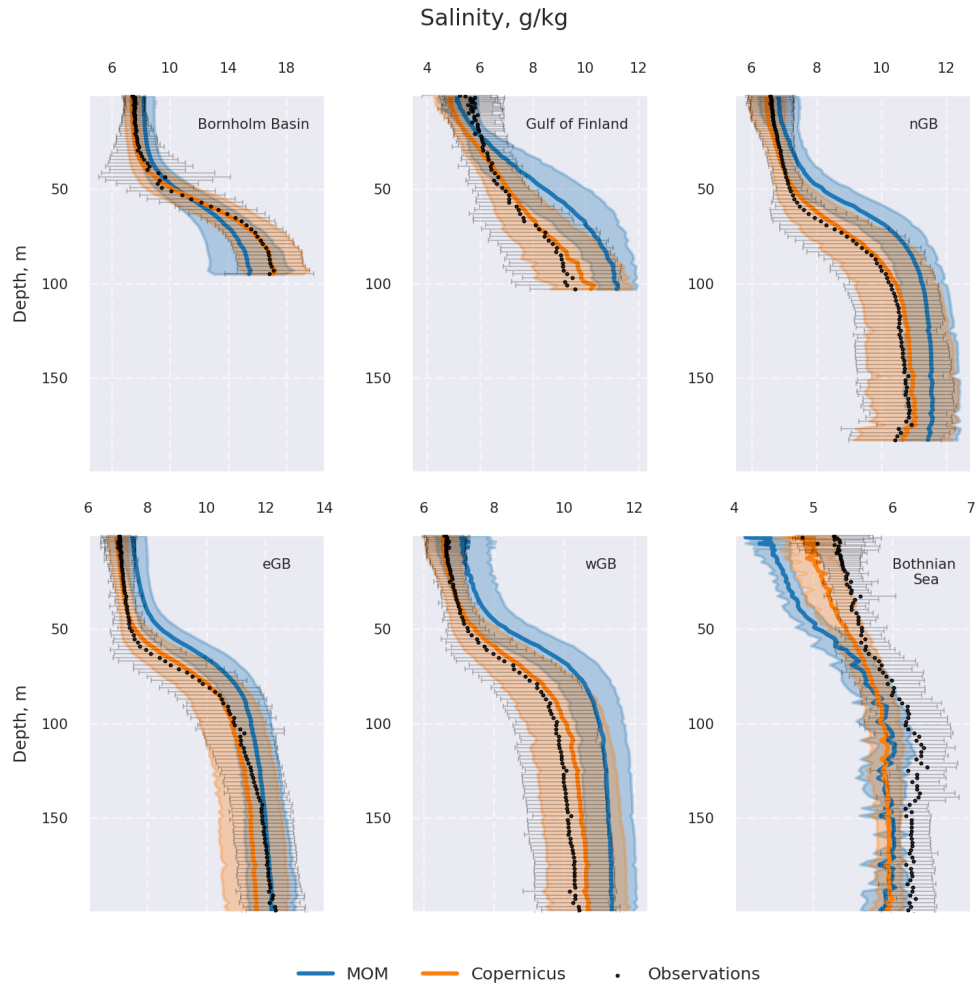 Salinity, g/kg
6 10 14 18
4 6 8 10 12
6 8 10 12
Bornholm Basin
Gulf of Finland
nGB
50
100
150
Depth, m
50
100
150
50
100
150
6 8 10 12 14
6 8 10 12
4 5 6 7
eGB
wGB
Bothnian
Sea
50
100
150
Depth, m
50
100
150
50
100
150
MOM
Copernicus
Observations